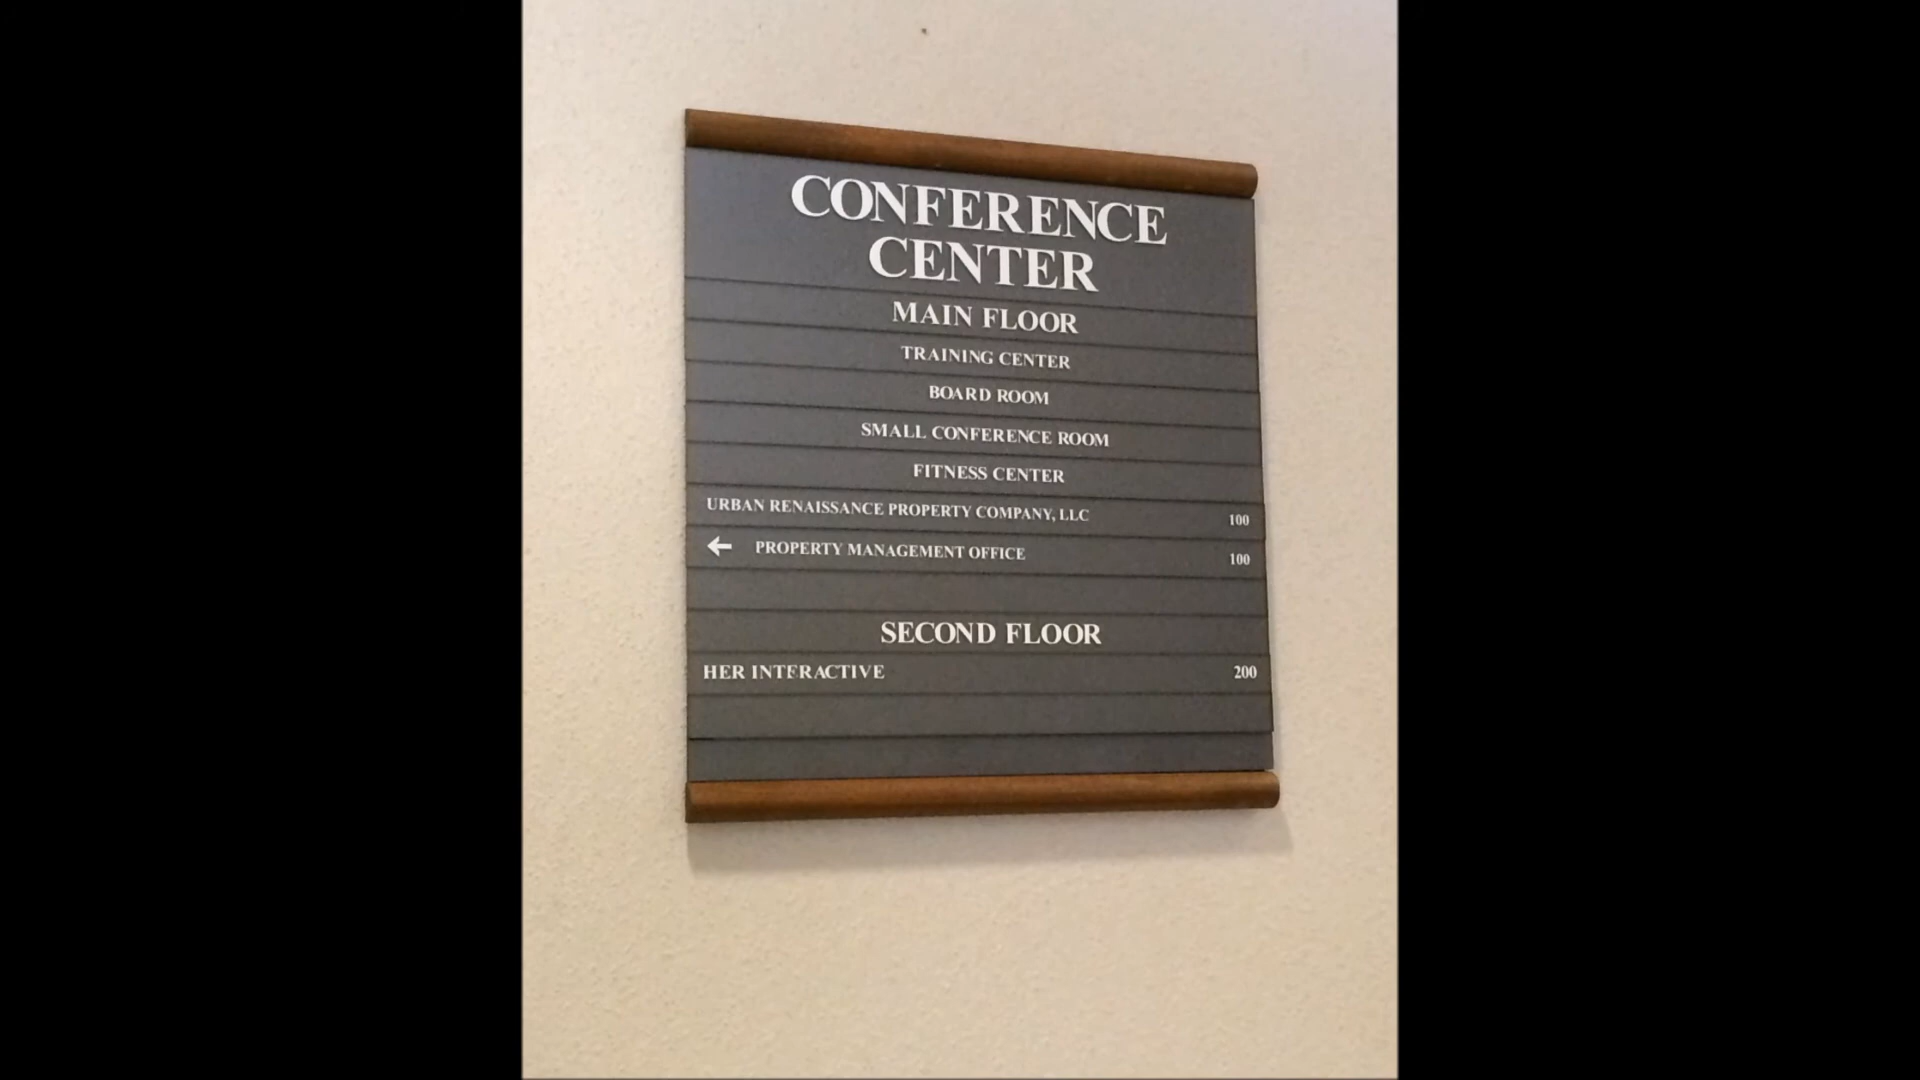 CONFERENCE
CENTER
MAIN FLOOR
TRAINING CENTER
BOARD ROOM
SMALL CONFERENCE ROOM
FITNESS CENTER
URBAN RENAISSANCE PROPERTY COMPANY, LLC 100
← PROPERTY MANAGEMENT OFFICE 100
SECOND FLOOR
HER INTERACTIVE 200